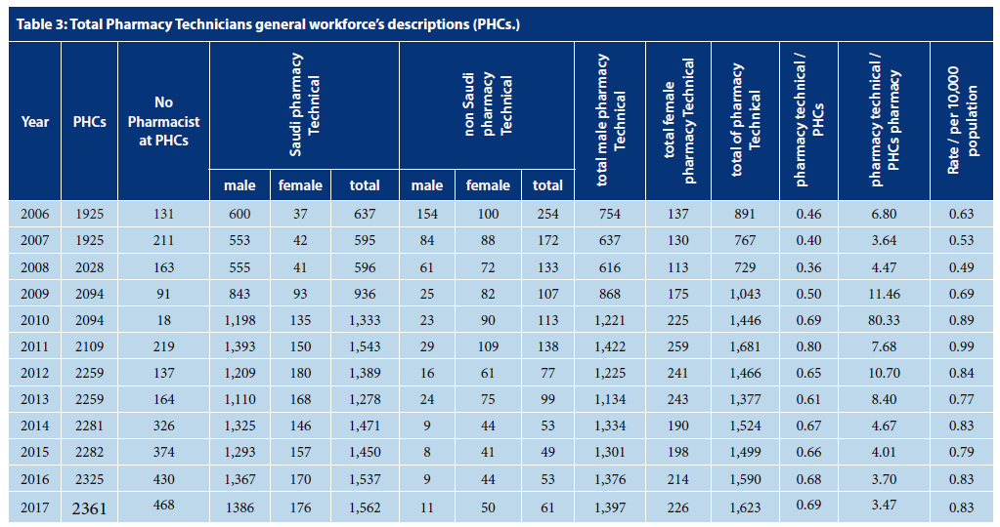 Table 3: Total Pharmacy Technicians general workforce's descriptions (PHCs.)
Year PHCs No Pharmacist at PHCs Saudi pharmacy Technical non Saudi pharmacy Technical total male pharmacy Technical total female pharmacy Technical total of pharmacy Technical pharmacy technical / PHCs pharmacy technical / PHCs pharmacy Rate / per 10,000 population
male female total male female total
2006 1925 131 600 37 637 154 100 254 754 137 891 0.46 6.80 0.63
2007 1925 211 553 42 595 84 88 172 637 130 767 0.40 3.64 0.53
2008 2028 163 555 41 596 61 72 133 616 113 729 0.36 4.47 0.49
2009 2094 91 843 93 936 25 82 107 868 175 1,043 0.50 11.46 0.69
2010 2094 18 1,198 135 1,333 23 90 113 1,221 225 1,446 0.69 80.33 0.89
2011 2109 219 1,393 150 1,543 29 109 138 1,422 259 1,681 0.80 7.68 0.99
2012 2259 137 1,209 180 1,389 16 61 77 1,225 241 1,466 0.65 10.70 0.84
2013 2259 164 1,110 168 1,278 24 75 99 1,134 243 1,377 0.61 8.40 0.77
2014 2281 326 1,325 146 1,471 9 44 53 1,334 190 1,524 0.67 4.67 0.83
2015 2282 374 1,293 157 1,450 8 41 49 1,301 198 1,499 0.66 4.01 0.79
2016 2325 430 1,367 170 1,537 9 44 53 1,376 214 1,590 0.68 3.70 0.83
2017 2361 468 1386 176 1,562 11 50 61 1,397 226 1,623 0.69 3.47 0.83